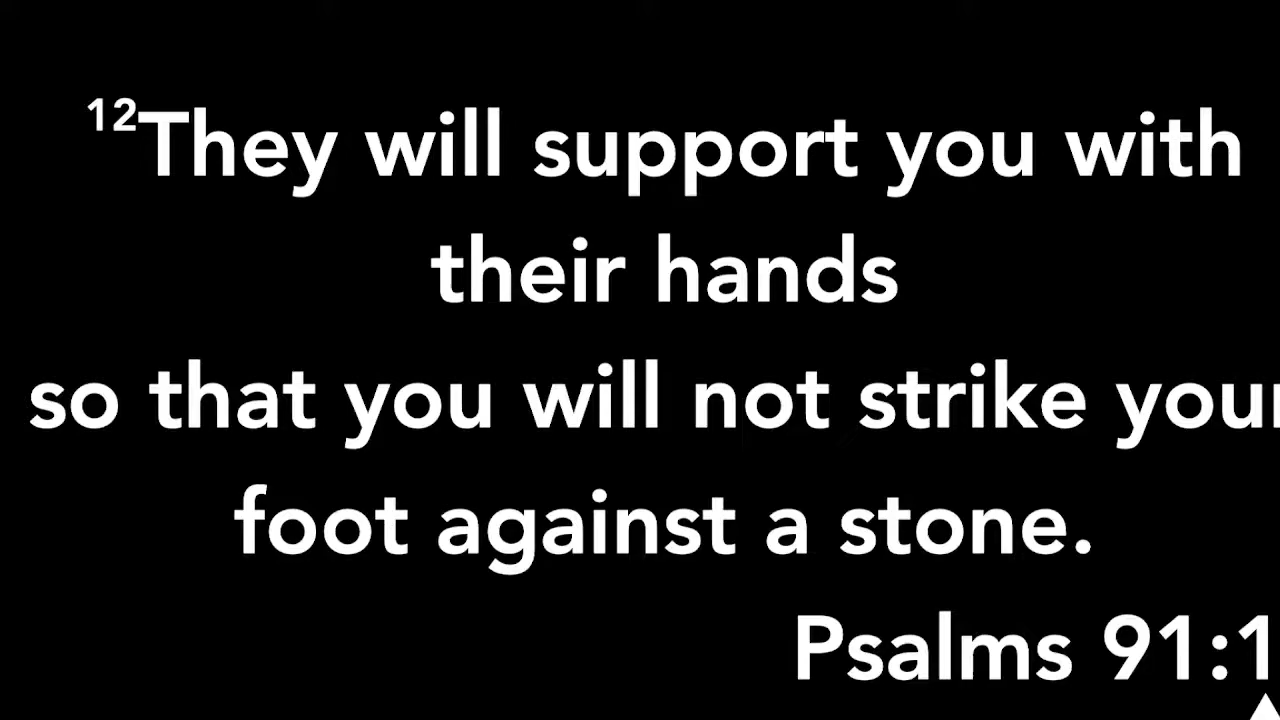 12They will support you with
their hands
so that you will not strike your
foot against a stone.
Psalms 91:1